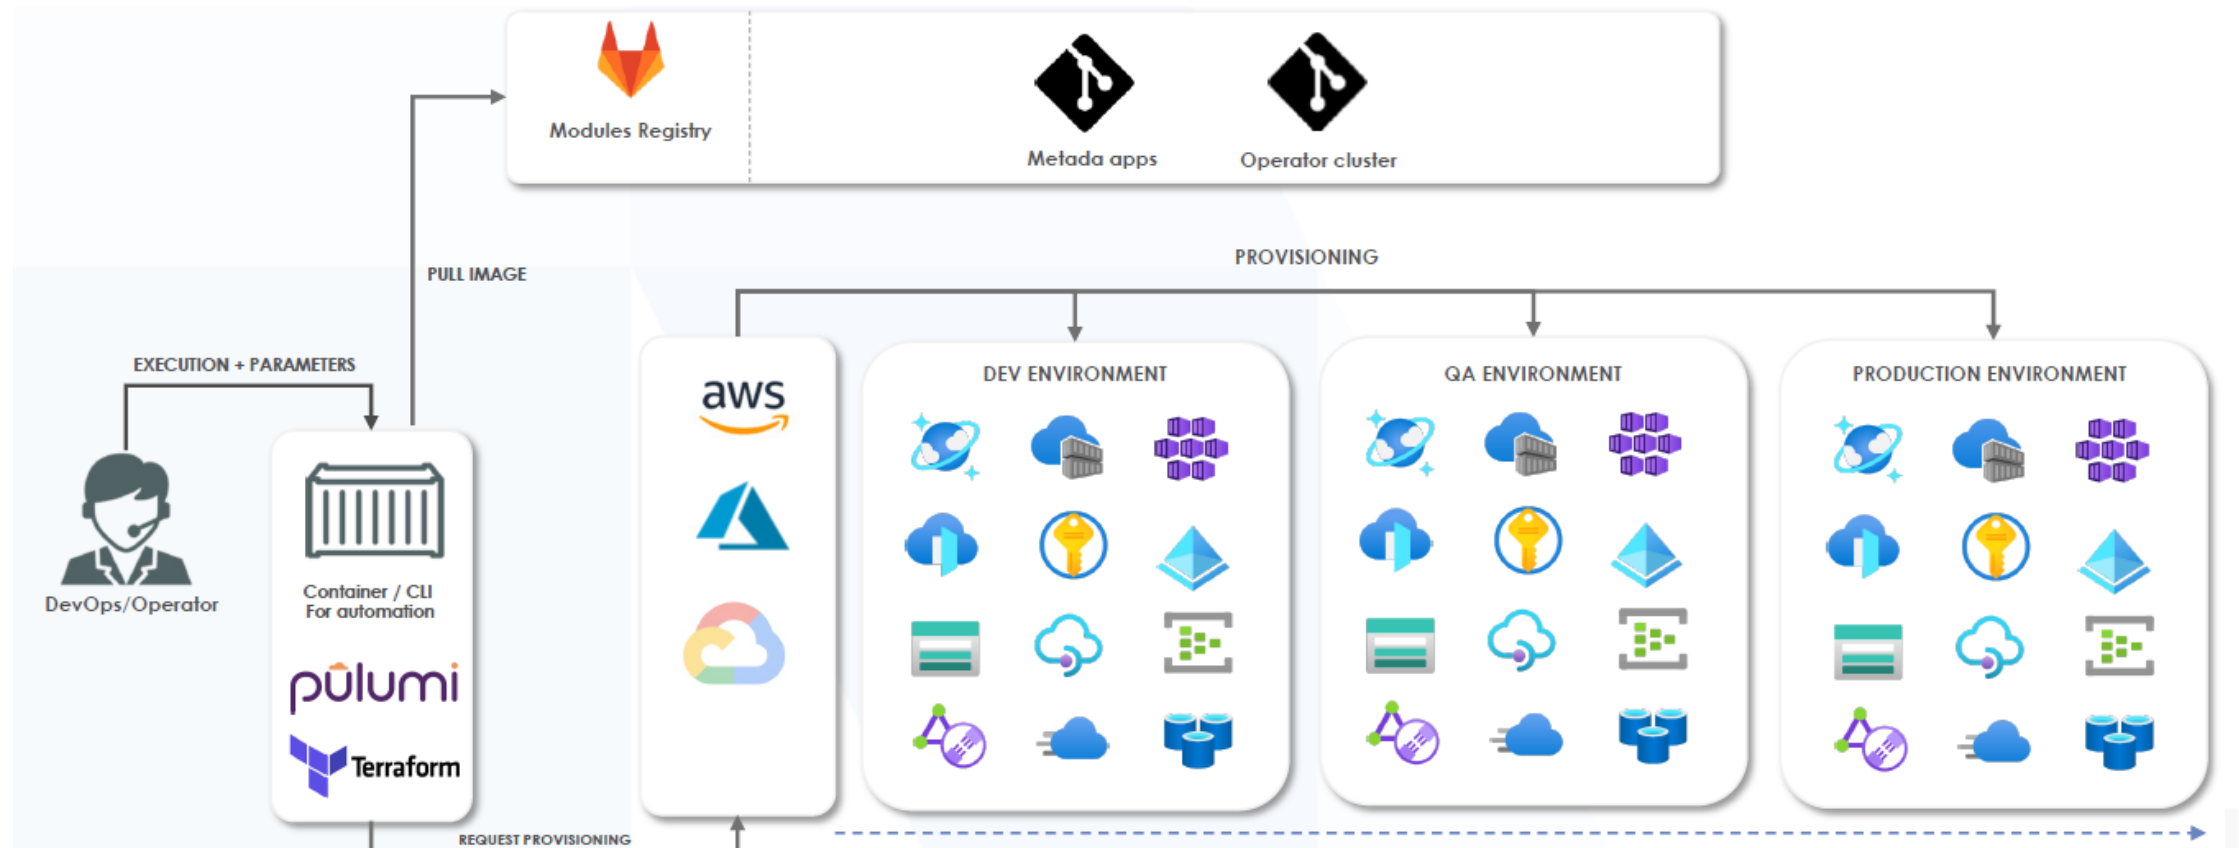 Modules Registry
Metada apps
Operator cluster
PULL IMAGE
PROVISIONING
EXECUTION + PARAMETERS
DevOps/Operator
Container / CLI
For automation
pulumi
Terraform
aws
DEV ENVIRONMENT
QA ENVIRONMENT
PRODUCTION ENVIRONMENT
REQUEST PROVISIONING